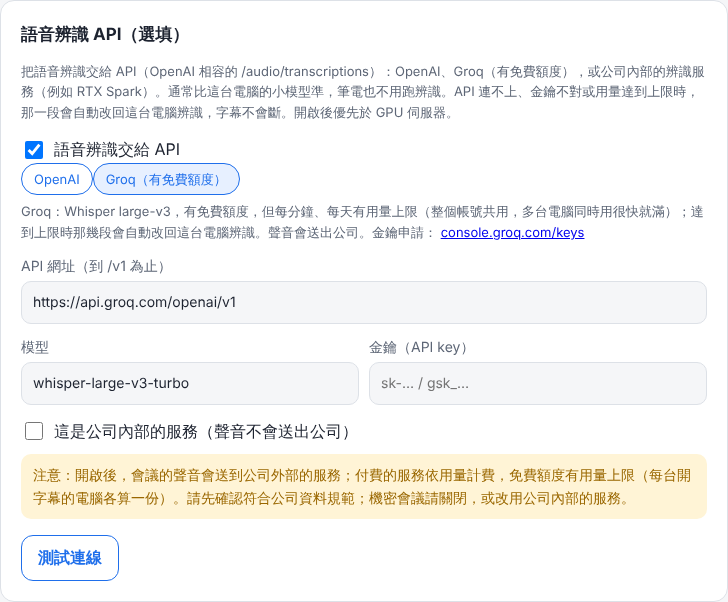 語音辨識 API（選填）
把語音辨識交給 API（OpenAI 相容的 /audio/transcriptions）：OpenAI、Groq（有免費額度），或公司內部的辨識服
務（例如 RTX Spark）。通常比這台電腦的小模型準，筆電也不用跑辨識。API 連不上、金鑰不對或用量達到上限時，
那一段會自動改回這台電腦辨識，字幕不會斷。開啟後優先於 GPU 伺服器。
語音辨識交給 API
OpenAI Groq（有免費額度）
Groq：Whisper large-v3，有免費額度，但每分鐘、每天有用量上限（整個帳號共用，多台電腦同時用很快就滿）；達
到上限時那幾段會自動改回這台電腦辨識。聲音會送出公司。金鑰申請： console.groq.com/keys
API 網址（到 /v1 為止）
https://api.groq.com/openai/v1
模型 金鑰（API key）
whisper-large-v3-turbo sk-... / gsk_...
這是公司內部的服務（聲音不會送出公司）
注意：開啟後，會議的聲音會送到公司外部的服務；付費的服務依用量計費，免費額度有用量上限（每台開
字幕的電腦各算一份）。請先確認符合公司資料規範；機密會議請關閉，或改用公司內部的服務。
測試連線